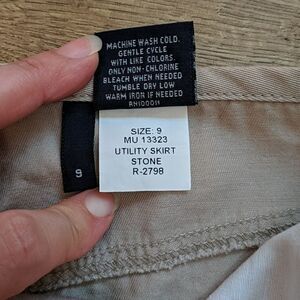 MACHINE WASH COLD.
GENTLE CYCLE
WITH LIKE COLORS.
ONLY NON-CHLORINE
BLEACH WHEN NEEDED
TUMBLE DRY LOW
WARM IRON IF NEEDED
RN100011
9
SIZE: 9
MU 13323
UTILITY SKIRT
STONE
R-2798